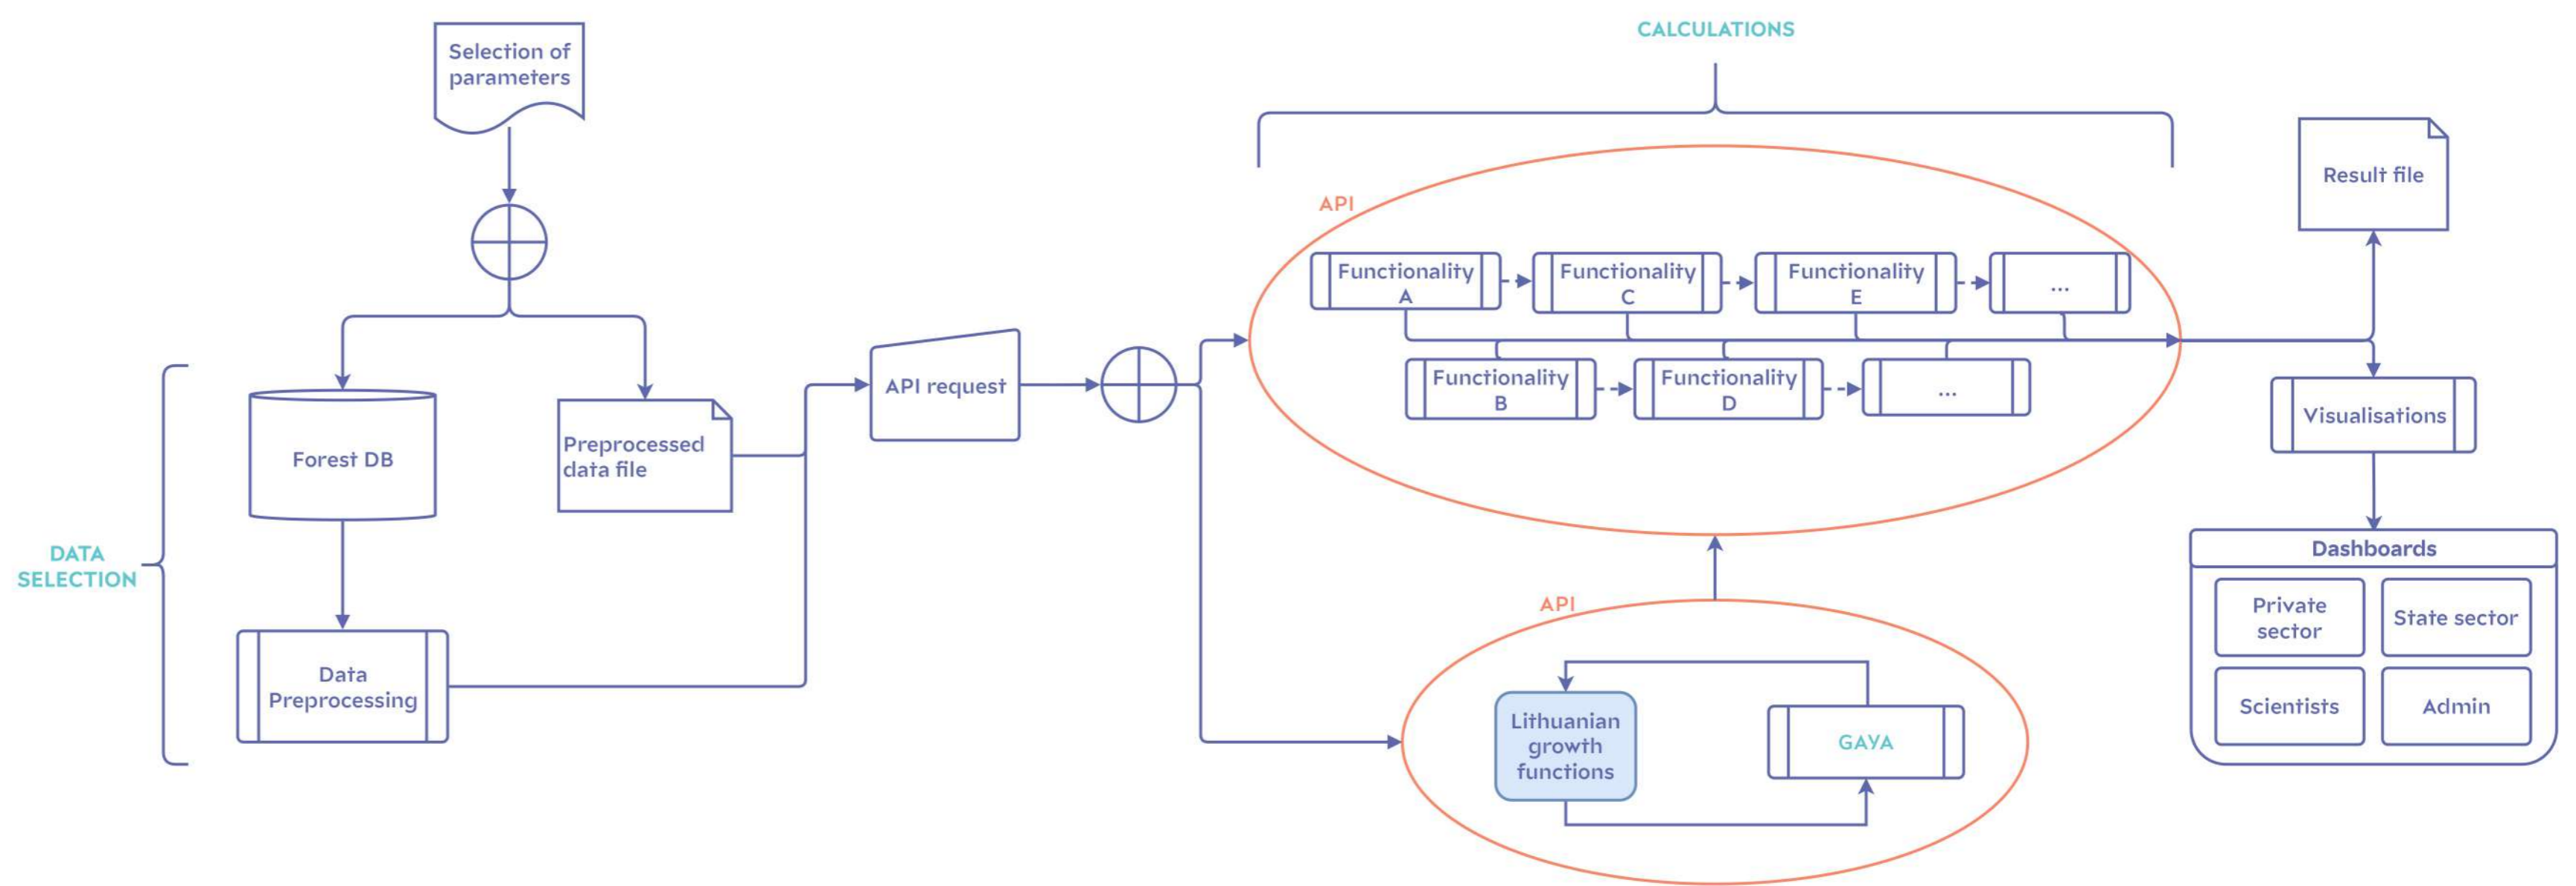 Selection of
parameters
CALCULATIONS
Result file
API
Functionality
A
Functionality
C
Functionality
E
...
Functionality
B
Functionality
D
...
API request
Visualisations
Forest DB
Preprocessed
data file
DATA
SELECTION
Data
Preprocessing
API
Lithuanian
growth
functions
GAYA
Dashboards
Private
sector
State sector
Scientists
Admin